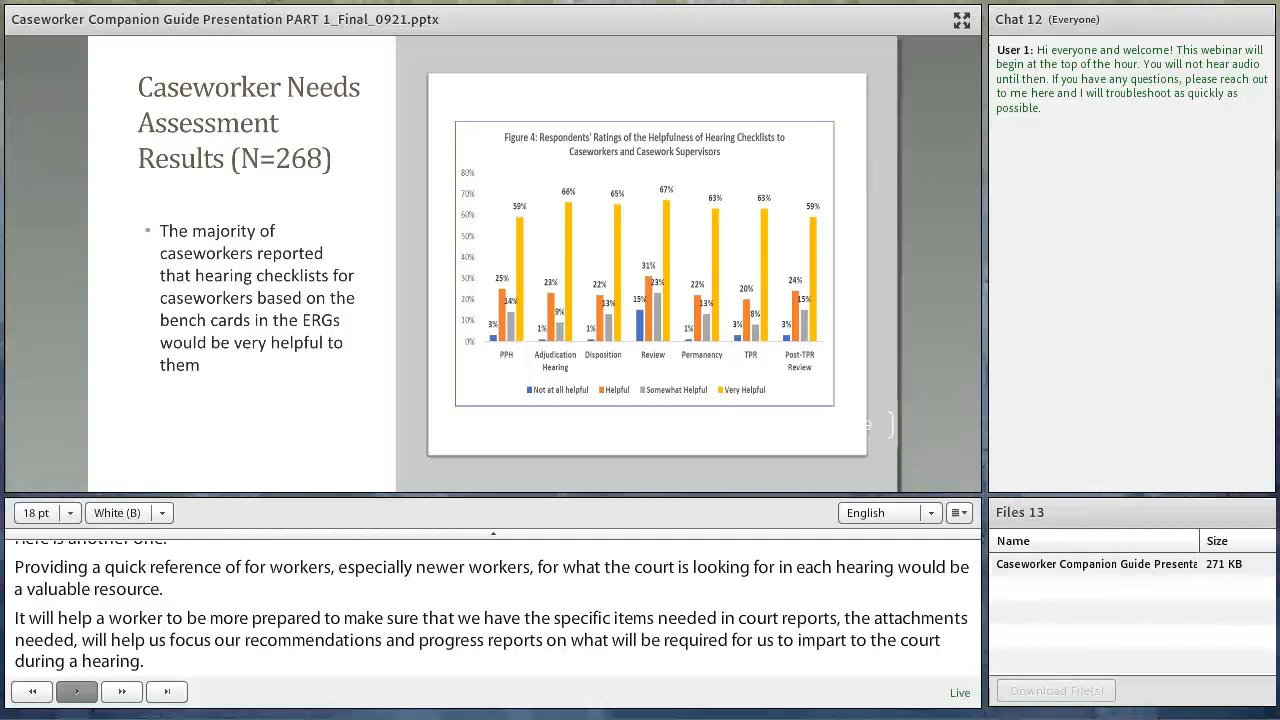 Caseworker Companion Guide Presentation PART 1_Final_0921.pptx
Caseworker Needs
Assessment
Results (N=268)
The majority of
caseworkers reported
that hearing checklists for
caseworkers based on the
bench cards in the ERGs
would be very helpful to
them
Figure 4: Respondents' Ratings of the Helpfulness of Hearing Checklists to
Caseworkers and Casework Supervisors
80%
70%
60%
50%
40%
30%
20%
10%
0%
3% 25% 14% 59%
1% 23% 9% 66%
1% 22% 13% 65%
15% 31% 23% 67%
1% 22% 13% 63%
3% 20% 8% 63%
3% 24% 15% 59%
PPH Adjudication Disposition Review Permanency TPR Post-TPR
Hearing Review
Not at all helpful Helpful Somewhat Helpful Very Helpful
Chat 12 (Everyone)
User 1: Hi everyone and welcome! This webinar will
begin at the top of the hour. You will not hear audio
until then. If you have any questions, please reach out
to me here and I will troubleshoot as quickly as
possible.
18 pt White (B) English
Here is another one.
Providing a quick reference of for workers, especially newer workers, for what the court is looking for in each hearing would be
a valuable resource.
It will help a worker to be more prepared to make sure that we have the specific items needed in court reports, the attachments
needed, will help us focus our recommendations and progress reports on what will be required for us to impart to the court
during a hearing.
Live
Files 13
Name Size
Caseworker Companion Guide Presenta 271 KB
Download File(s)